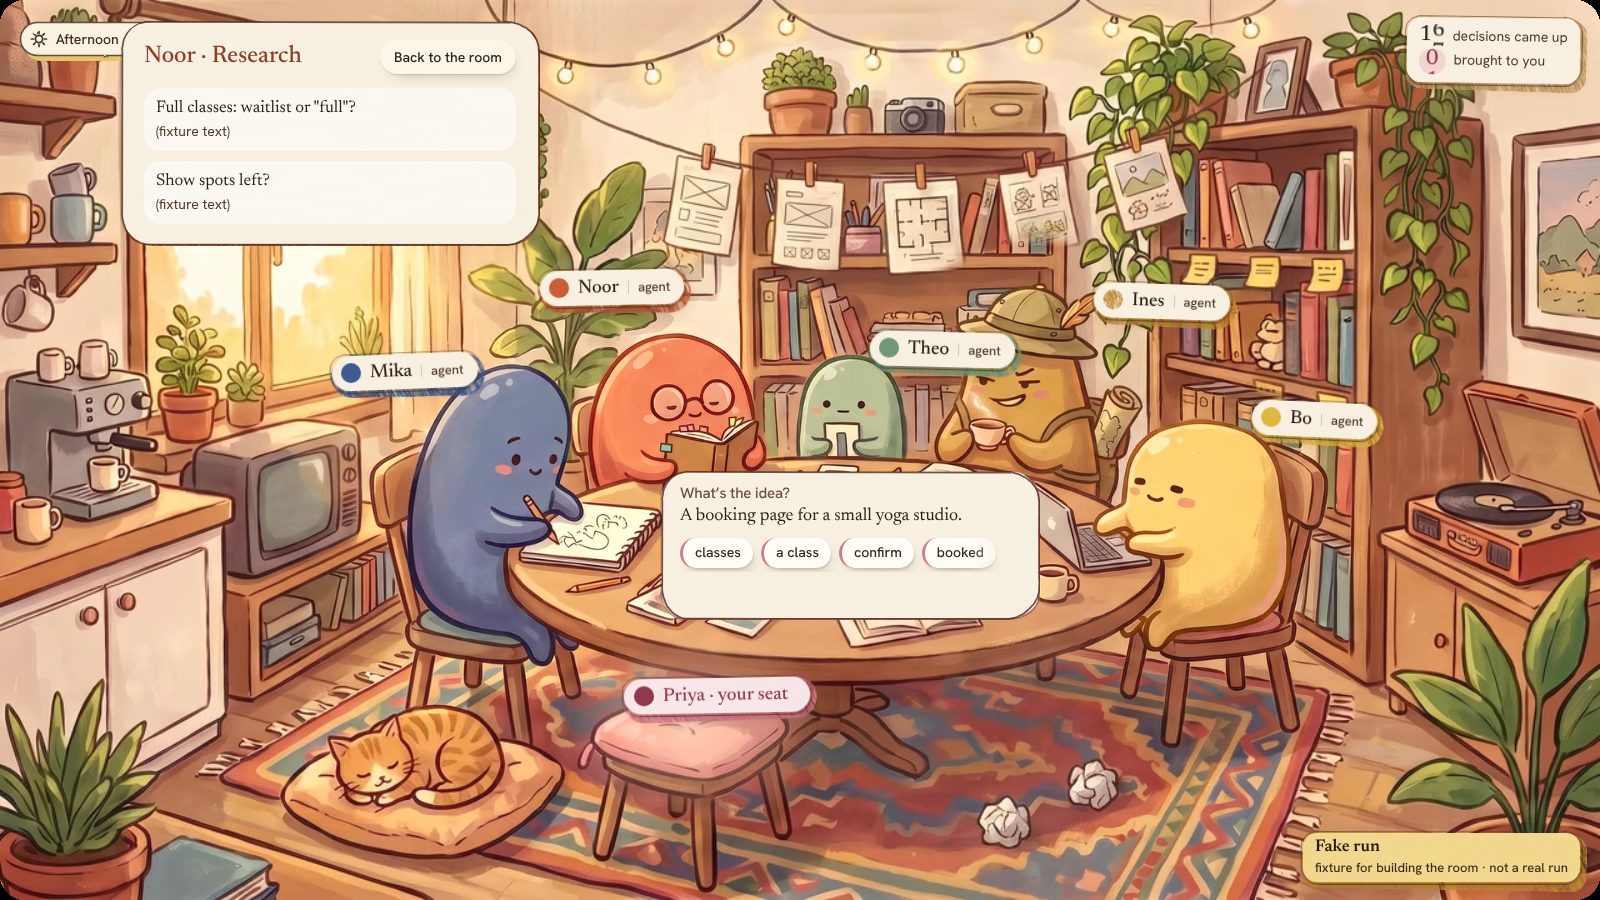 Afternoon
Noor · Research
Back to the room
Full classes: waitlist or "full"?
(fixture text)
Show spots left?
(fixture text)
decisions came up
0 brought to you
Noor agent
Ines agent
Theo agent
Mika agent
Bo agent
What's the idea?
A booking page for a small yoga studio.
classes
a class
confirm
booked
Priya · your seat
Fake run
fixture for building the room · not a real run